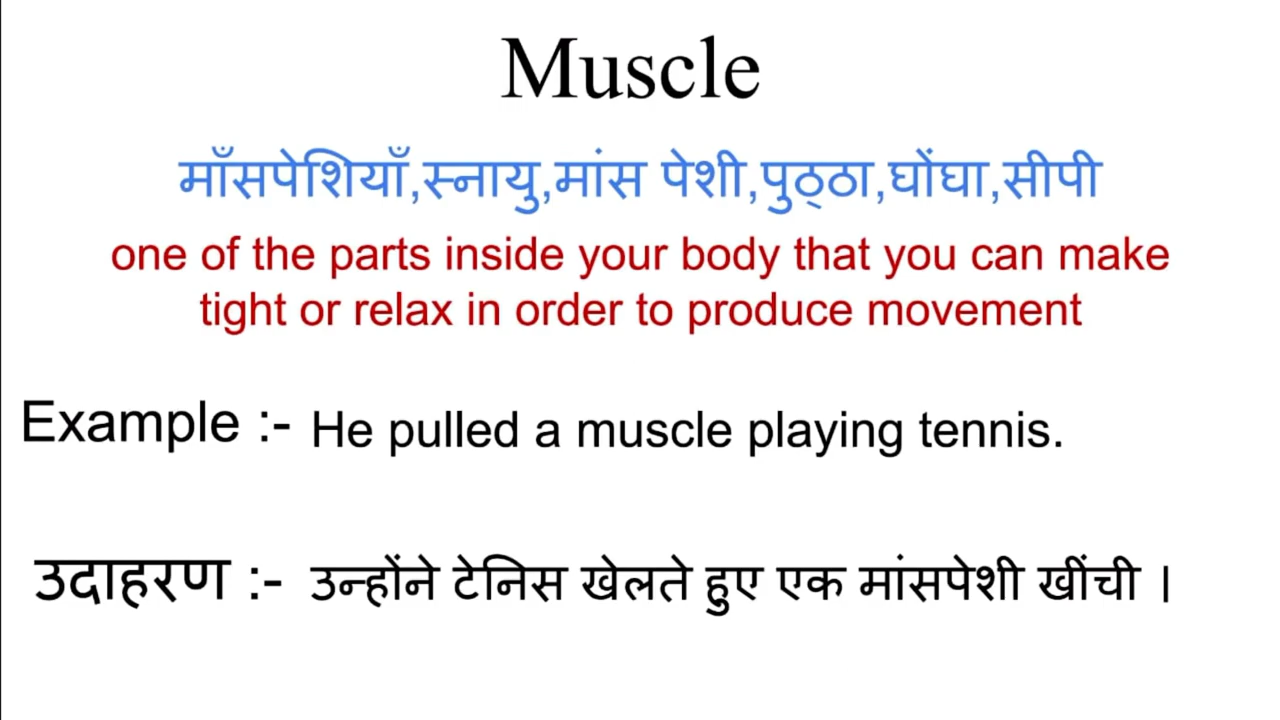 Muscle
माँसपेशियाँ,स्नायु,मांस पेशी,पुठ्ठा,घोंघा,सीपी
one of the parts inside your body that you can make
tight or relax in order to produce movement
Example :- He pulled a muscle playing tennis.
उदाहरण :- उन्होंने टेनिस खेलते हुए एक मांसपेशी खींची ।